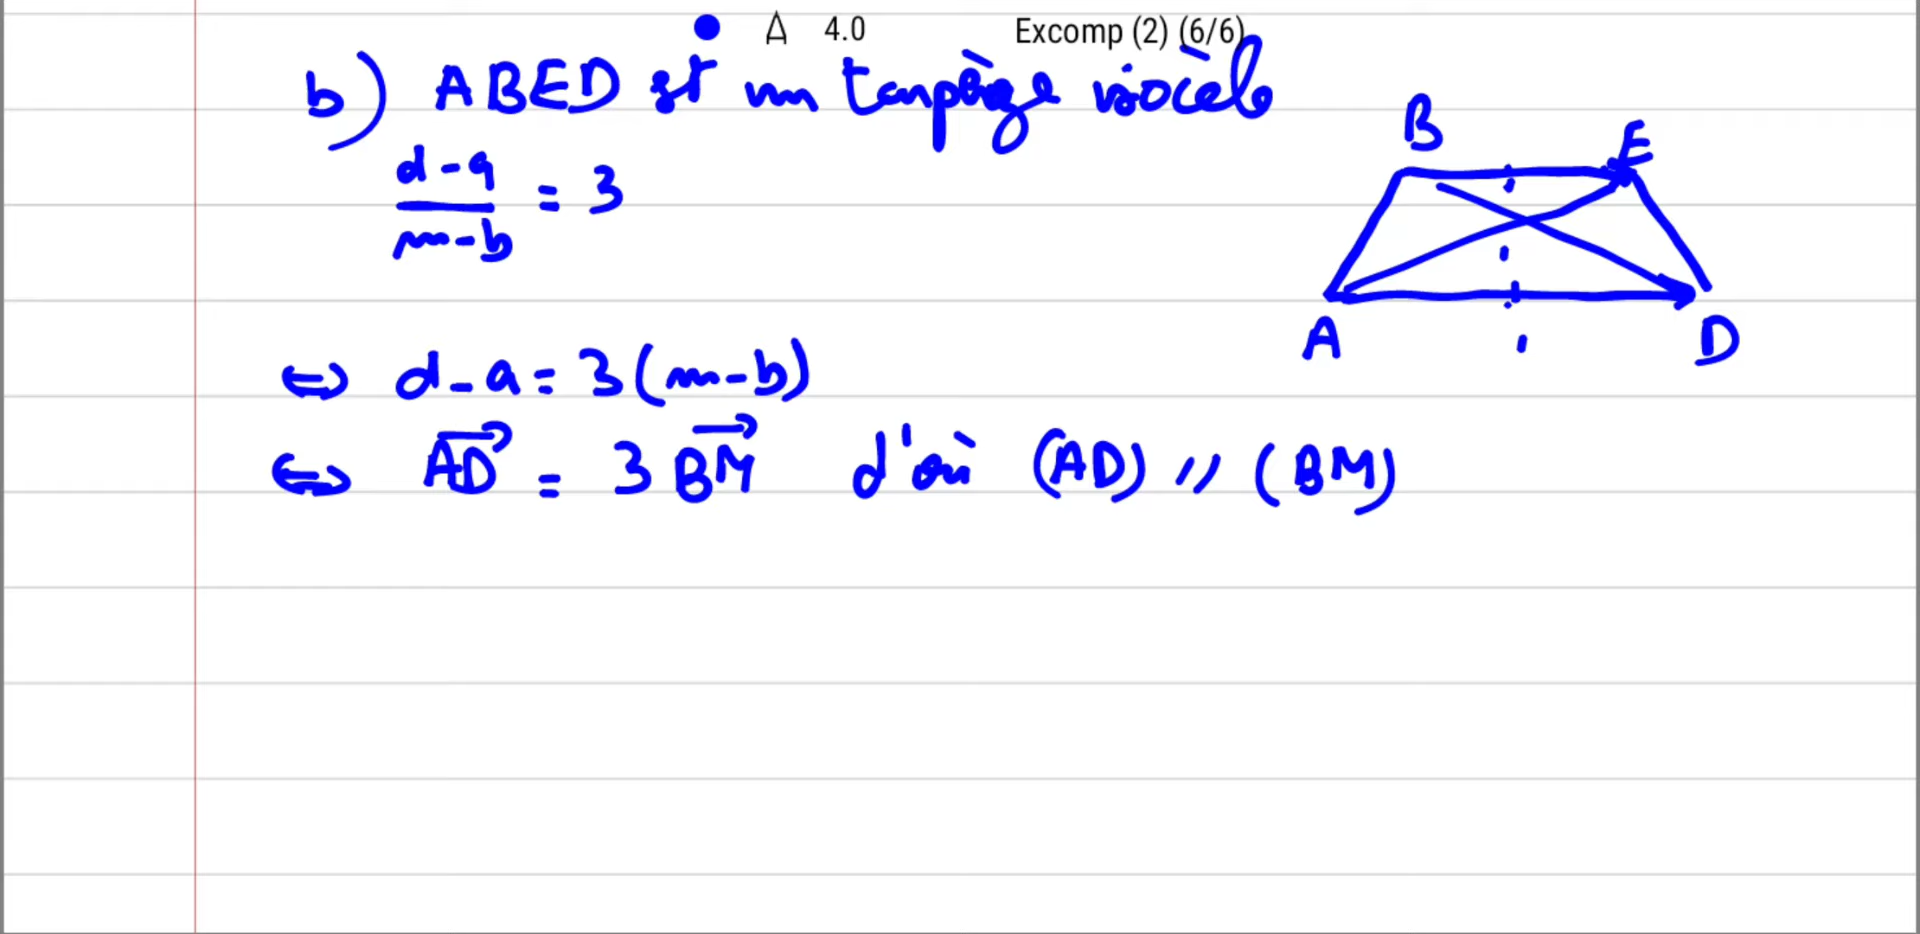 4.0 Excomp (2) (6/6)
b) ABED est un trapèze isocèle
B
E
(d-a)/(m-b) = 3
A
D
⇔ d-a = 3(m-b)
⇔ AD⃗ = 3 BM⃗ d'où (AD) // (BM)